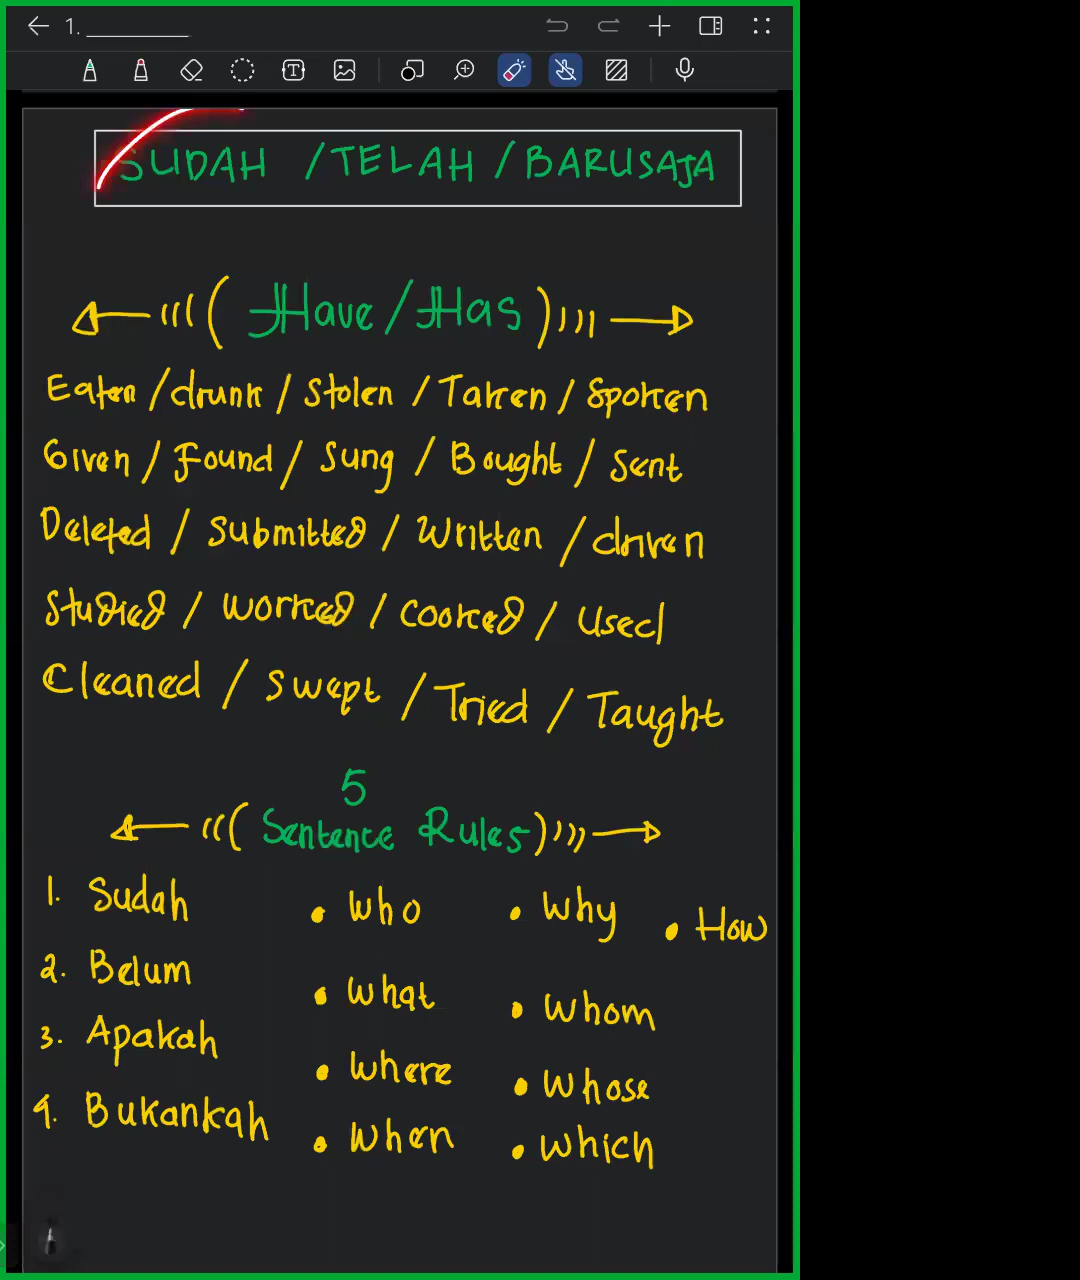 1. __________
SUDAH / TELAH / BARUSAJA
Have / Has
Eaten / drunk / Stolen / Taken / Spoken
Given / Found / Sung / Bought / Sent
Deleted / Submitted / Written / driven
Studied / Worked / Cooked / Used
Cleaned / Swept / Tried / Taught
5
Sentence Rules
1. Sudah
2. Belum
3. Apakah
4. Bukankah
• Who
• What
• Where
• When
• Why
• Whom
• Whose
• Which
• How